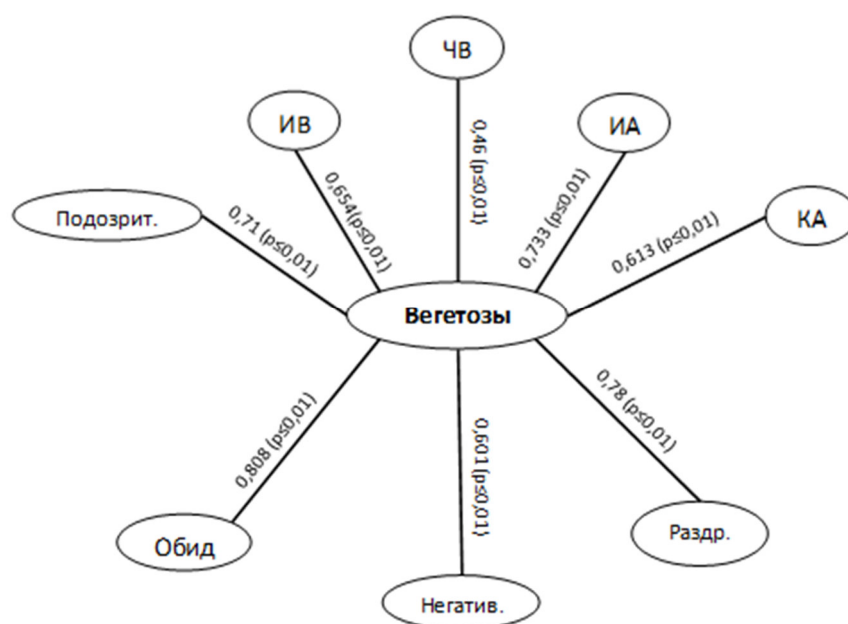 ЧВ
ИВ
ИА
Подозрит.
КА
0,46 (p≤0,01)
0,654(p≤0,01)
0,733 (p≤0,01)
0,71 (p≤0,01)
0,613 (p≤0,01)
Вегетозы
0,808 (p≤0,01)
0,601(p≤0,01)
0,78 (p≤0,01)
Обид
Негатив.
Раздр.